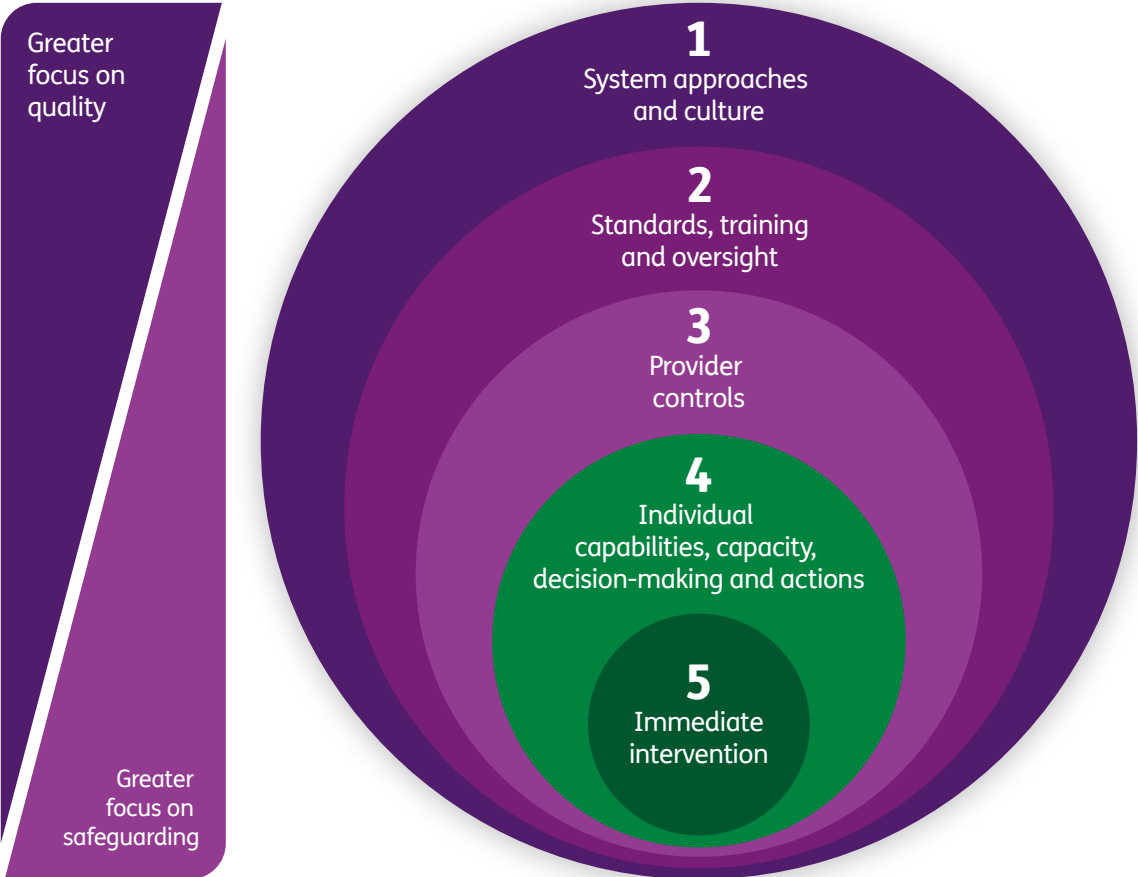 Greater
focus on
quality
1
System approaches
and culture
2
Standards, training
and oversight
3
Provider
controls
4
Individual
capabilities, capacity,
decision-making and actions
5
Immediate
intervention
Greater
focus on
safeguarding